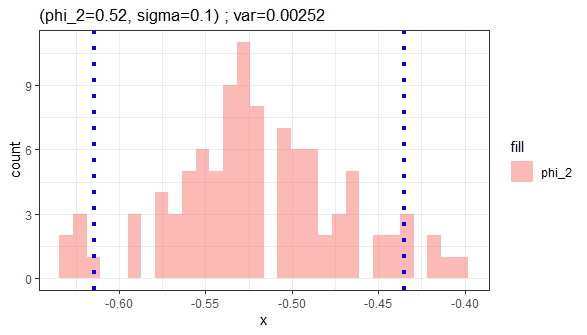 (phi_2=0.52, sigma=0.1) ; var=0.00252
count
9
6
3
0
-0.60
-0.55
-0.50
-0.45
-0.40
x
fill
phi_2